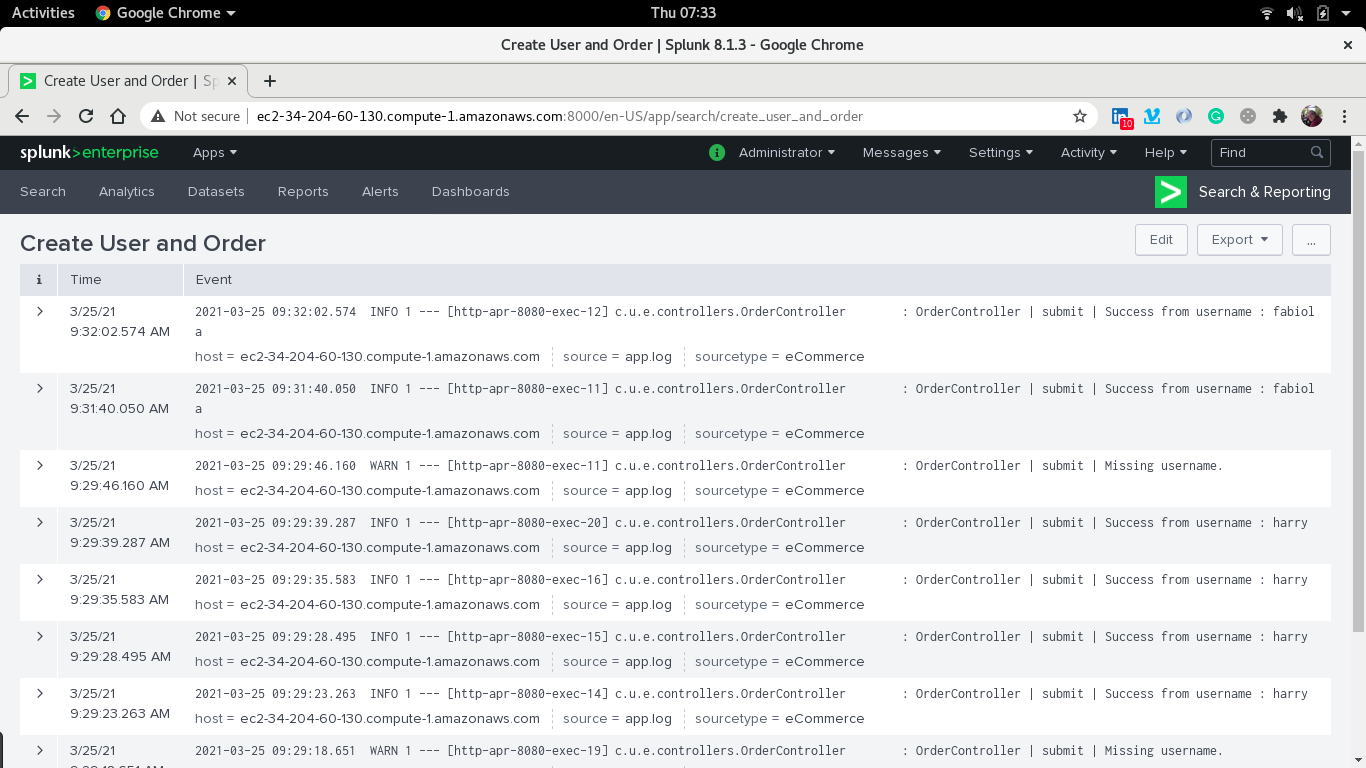 Activities Google Chrome Thu 07:33
Create User and Order | Splunk 8.1.3 - Google Chrome
Create User and Order | Sp
Not secure ec2-34-204-60-130.compute-1.amazonaws.com:8000/en-US/app/search/create_user_and_order 10
splunk>enterprise Apps i Administrator Messages Settings Activity Help Find
Search Analytics Datasets Reports Alerts Dashboards Search & Reporting
Create User and Order Edit Export ...
i Time Event
3/25/21 2021-03-25 09:32:02.574 INFO 1 --- [http-apr-8080-exec-12] c.u.e.controllers.OrderController : OrderController | submit | Success from username : fabiol
9:32:02.574 AM a
host = ec2-34-204-60-130.compute-1.amazonaws.com source = app.log sourcetype = eCommerce
3/25/21 2021-03-25 09:31:40.050 INFO 1 --- [http-apr-8080-exec-11] c.u.e.controllers.OrderController : OrderController | submit | Success from username : fabiol
9:31:40.050 AM a
host = ec2-34-204-60-130.compute-1.amazonaws.com source = app.log sourcetype = eCommerce
3/25/21 2021-03-25 09:29:46.160 WARN 1 --- [http-apr-8080-exec-11] c.u.e.controllers.OrderController : OrderController | submit | Missing username.
9:29:46.160 AM host = ec2-34-204-60-130.compute-1.amazonaws.com source = app.log sourcetype = eCommerce
3/25/21 2021-03-25 09:29:39.287 INFO 1 --- [http-apr-8080-exec-20] c.u.e.controllers.OrderController : OrderController | submit | Success from username : harry
9:29:39.287 AM host = ec2-34-204-60-130.compute-1.amazonaws.com source = app.log sourcetype = eCommerce
3/25/21 2021-03-25 09:29:35.583 INFO 1 --- [http-apr-8080-exec-16] c.u.e.controllers.OrderController : OrderController | submit | Success from username : harry
9:29:35.583 AM host = ec2-34-204-60-130.compute-1.amazonaws.com source = app.log sourcetype = eCommerce
3/25/21 2021-03-25 09:29:28.495 INFO 1 --- [http-apr-8080-exec-15] c.u.e.controllers.OrderController : OrderController | submit | Success from username : harry
9:29:28.495 AM host = ec2-34-204-60-130.compute-1.amazonaws.com source = app.log sourcetype = eCommerce
3/25/21 2021-03-25 09:29:23.263 INFO 1 --- [http-apr-8080-exec-14] c.u.e.controllers.OrderController : OrderController | submit | Success from username : harry
9:29:23.263 AM host = ec2-34-204-60-130.compute-1.amazonaws.com source = app.log sourcetype = eCommerce
3/25/21 2021-03-25 09:29:18.651 WARN 1 --- [http-apr-8080-exec-19] c.u.e.controllers.OrderController : OrderController | submit | Missing username.